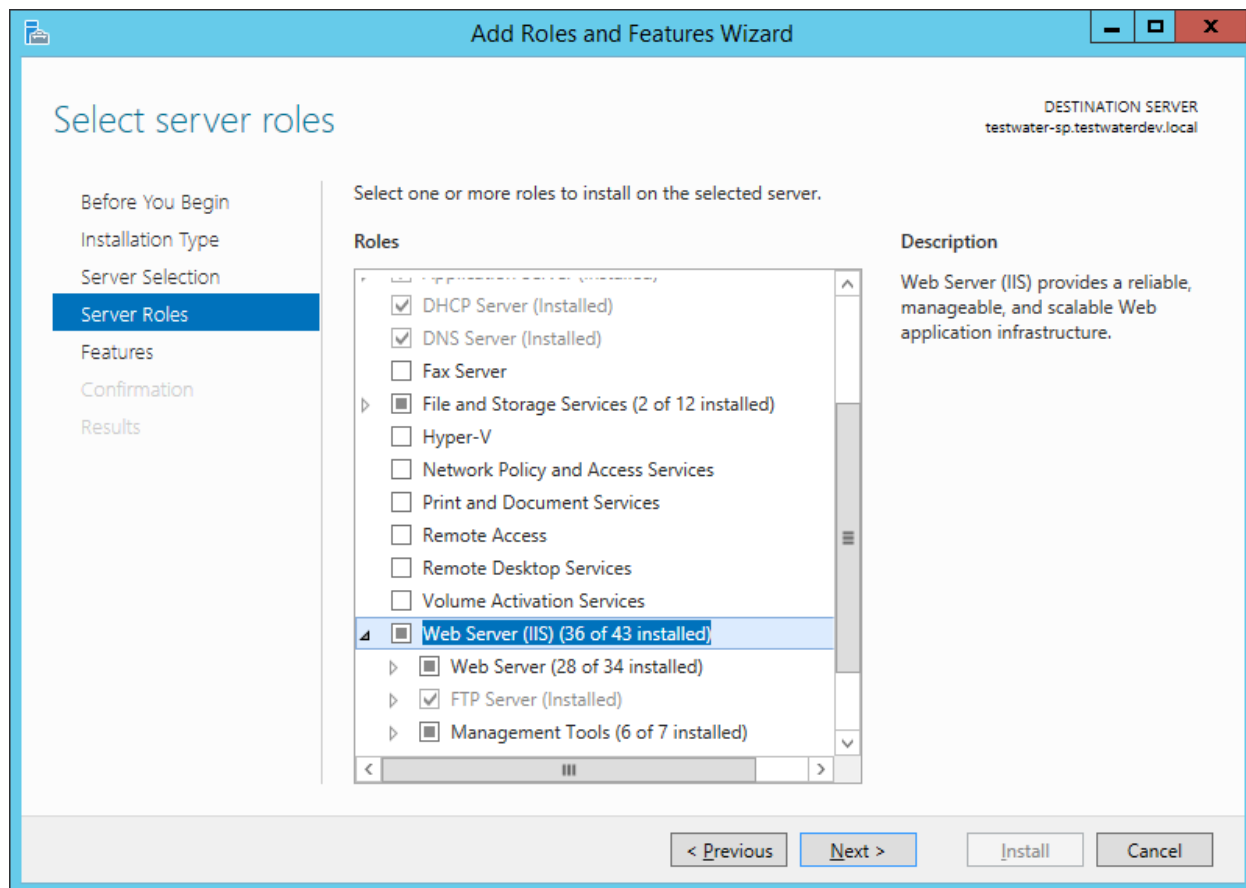 Add Roles and Features Wizard
Select server roles
DESTINATION SERVER
testwater-sp.testwaterdev.local
Before You Begin
Installation Type
Server Selection
Server Roles
Features
Confirmation
Results
Select one or more roles to install on the selected server.
Roles
Application Server (Installed)
DHCP Server (Installed)
DNS Server (Installed)
Fax Server
File and Storage Services (2 of 12 installed)
Hyper-V
Network Policy and Access Services
Print and Document Services
Remote Access
Remote Desktop Services
Volume Activation Services
Web Server (IIS) (36 of 43 installed)
Web Server (28 of 34 installed)
FTP Server (Installed)
Management Tools (6 of 7 installed)
Description
Web Server (IIS) provides a reliable,
manageable, and scalable Web
application infrastructure.
< Previous
Next >
Install
Cancel